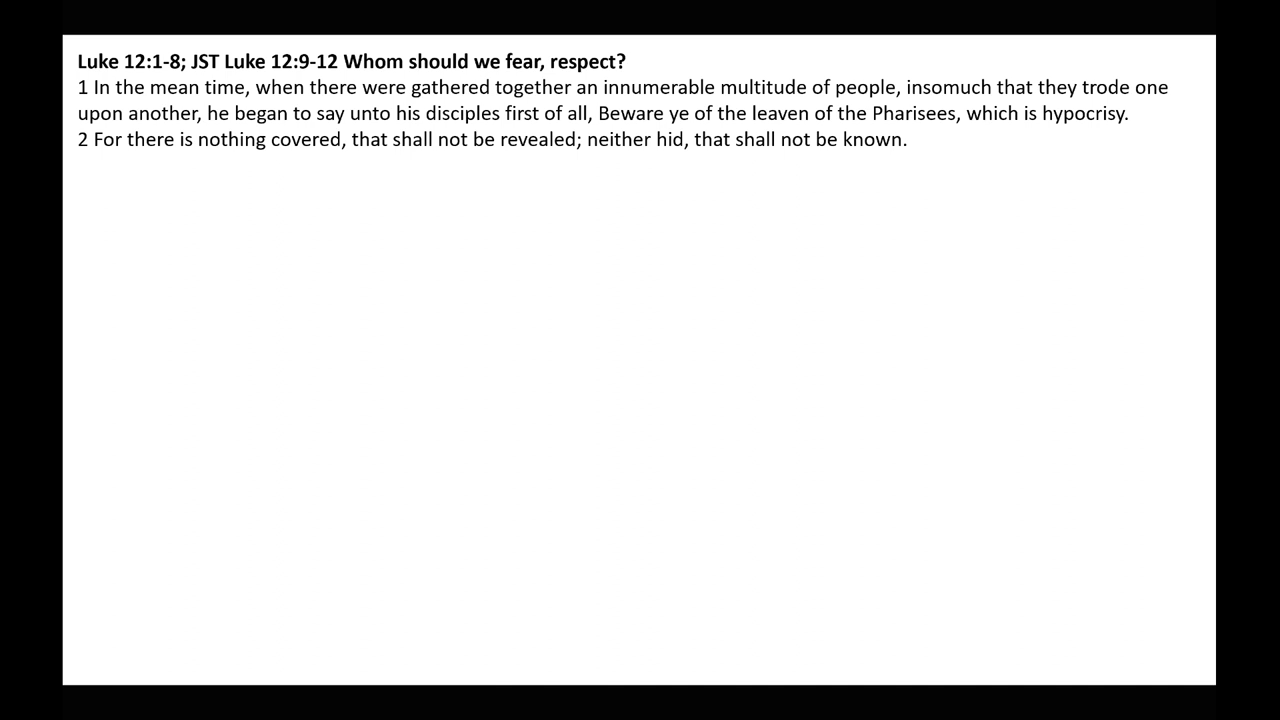 Luke 12:1-8; JST Luke 12:9-12 Whom should we fear, respect?
1 In the mean time, when there were gathered together an innumerable multitude of people, insomuch that they trode one
upon another, he began to say unto his disciples first of all, Beware ye of the leaven of the Pharisees, which is hypocrisy.
2 For there is nothing covered, that shall not be revealed; neither hid, that shall not be known.